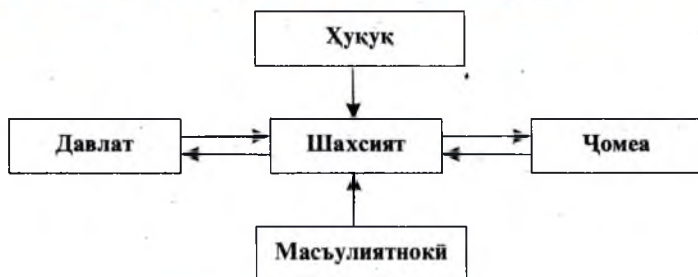 Ҳуқуқ
Давлат
Шахсият
Ҷомеа
Масъулиятнокӣ